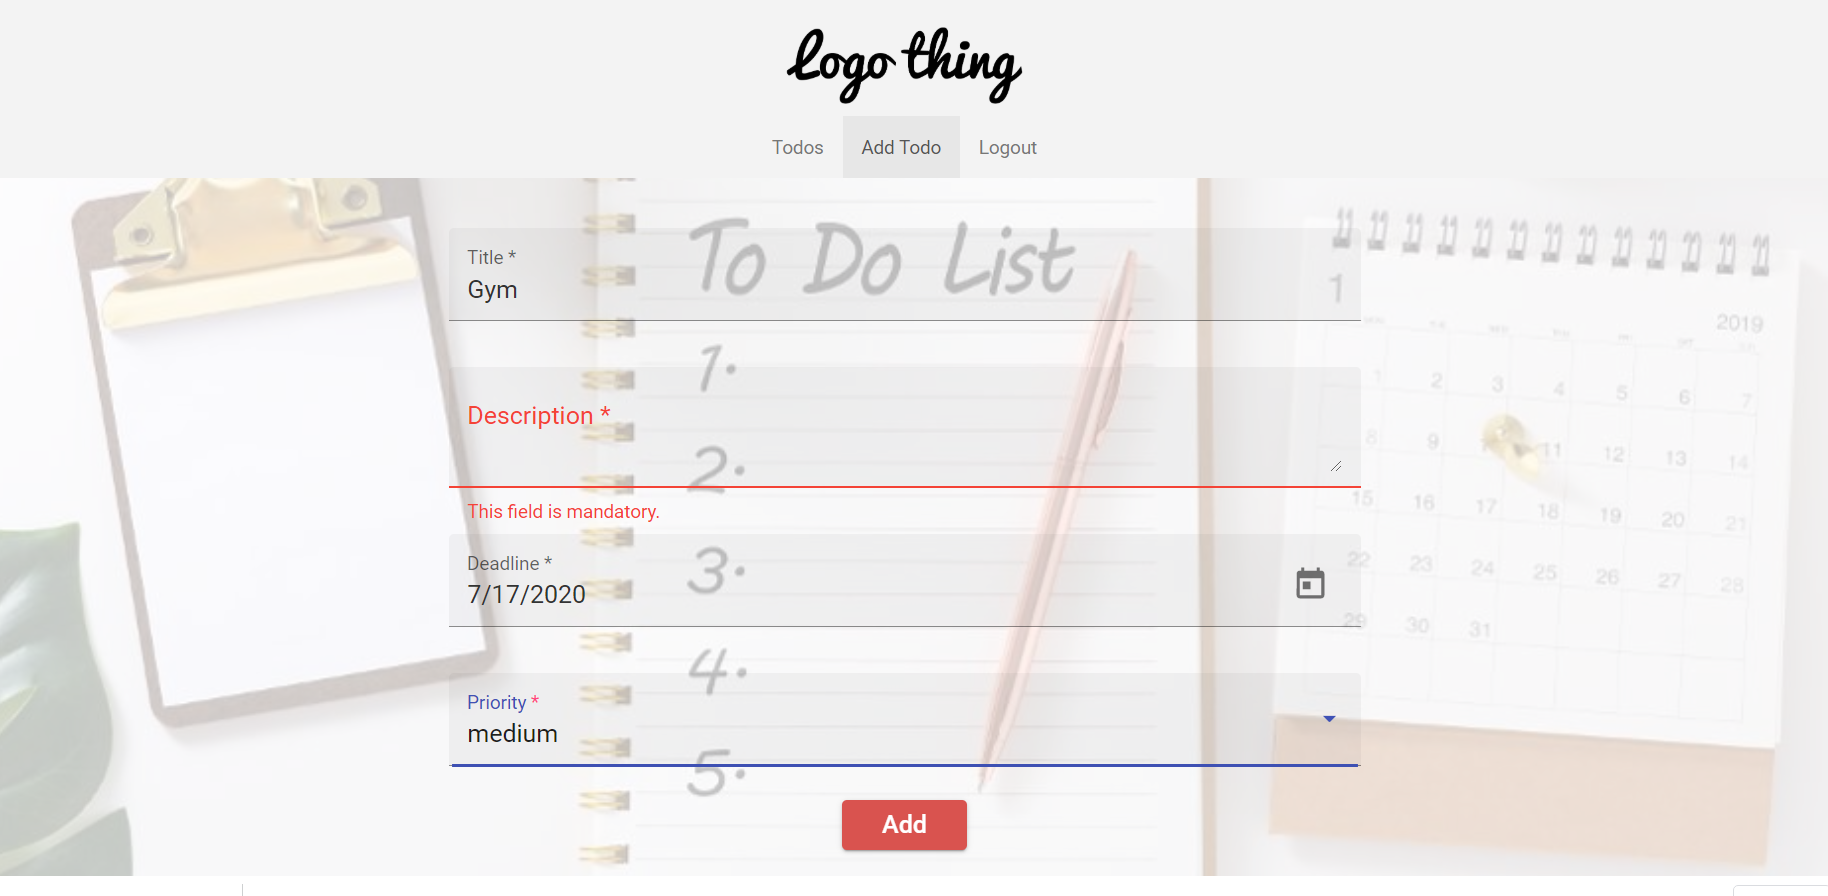 Logo thing
Todos Add Todo Logout
To Do List
Title *
Gym
1
2019
1.
1 2 3 4 5 6 7
Description *
2.
8 9 11 12 13 14
This field is mandatory.
15 16 17 18 19 20 21
3.
Deadline *
7/17/2020
22 23 24 25 26 27 28
29 30 31
4.
Priority *
medium
5.
Add